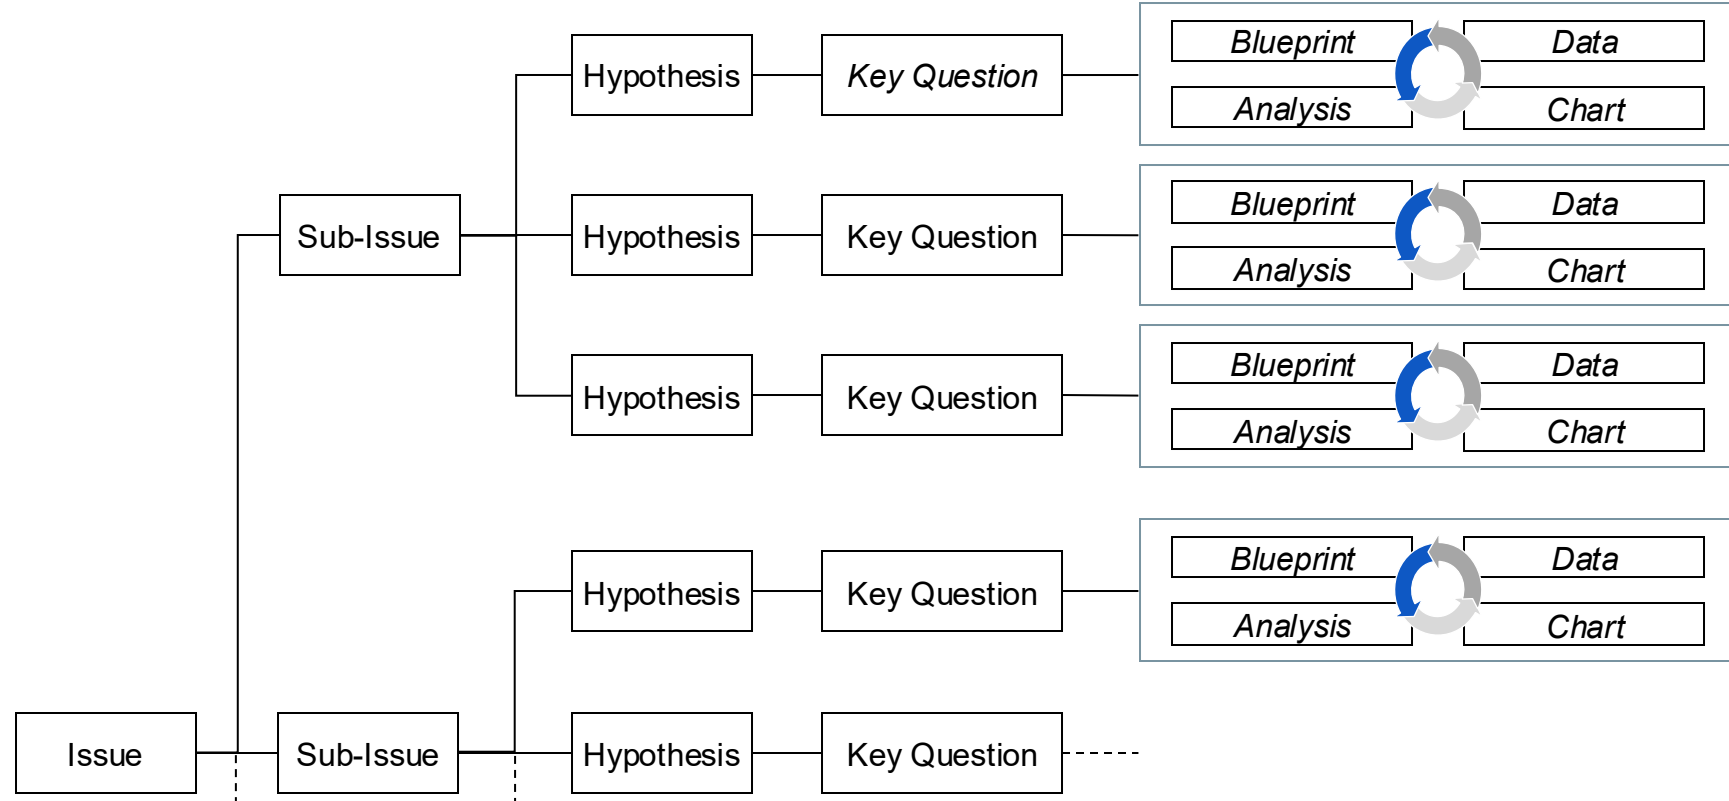 Hypothesis
Key Question
Blueprint
Data
Analysis
Chart
Sub-Issue
Hypothesis
Key Question
Blueprint
Data
Analysis
Chart
Hypothesis
Key Question
Blueprint
Data
Analysis
Chart
Hypothesis
Key Question
Blueprint
Data
Analysis
Chart
Issue
Sub-Issue
Hypothesis
Key Question